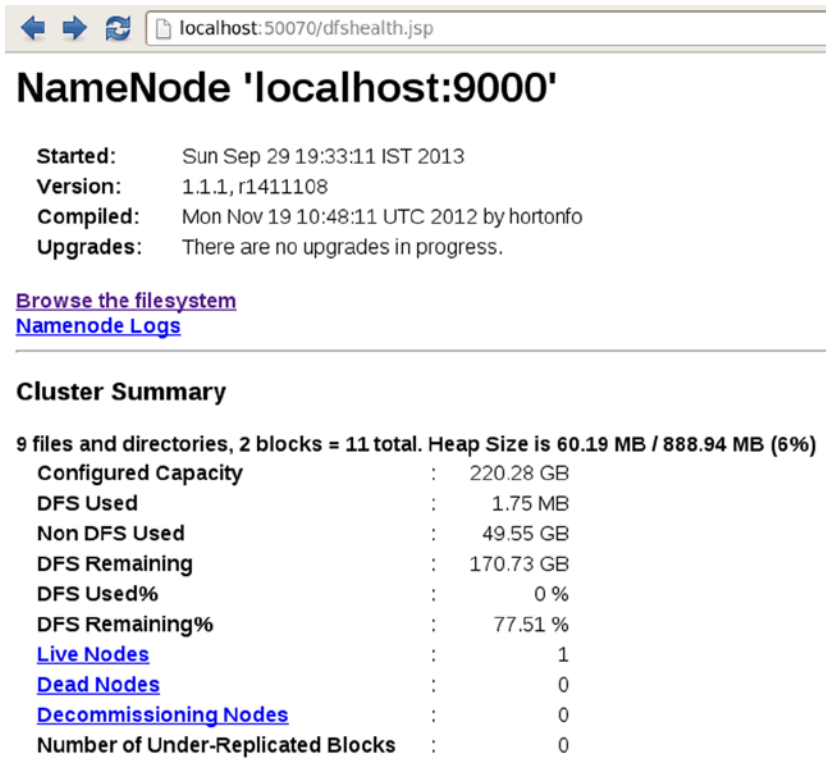 localhost:50070/dfshealth.jsp
NameNode 'localhost:9000'
Started: Sun Sep 29 19:33:11 IST 2013
Version: 1.1.1, r1411108
Compiled: Mon Nov 19 10:48:11 UTC 2012 by hortonfo
Upgrades: There are no upgrades in progress.
Browse the filesystem
Namenode Logs
Cluster Summary
9 files and directories, 2 blocks = 11 total. Heap Size is 60.19 MB / 888.94 MB (6%)
Configured Capacity : 220.28 GB
DFS Used : 1.75 MB
Non DFS Used : 49.55 GB
DFS Remaining : 170.73 GB
DFS Used% : 0 %
DFS Remaining% : 77.51 %
Live Nodes : 1
Dead Nodes : 0
Decommissioning Nodes : 0
Number of Under-Replicated Blocks : 0